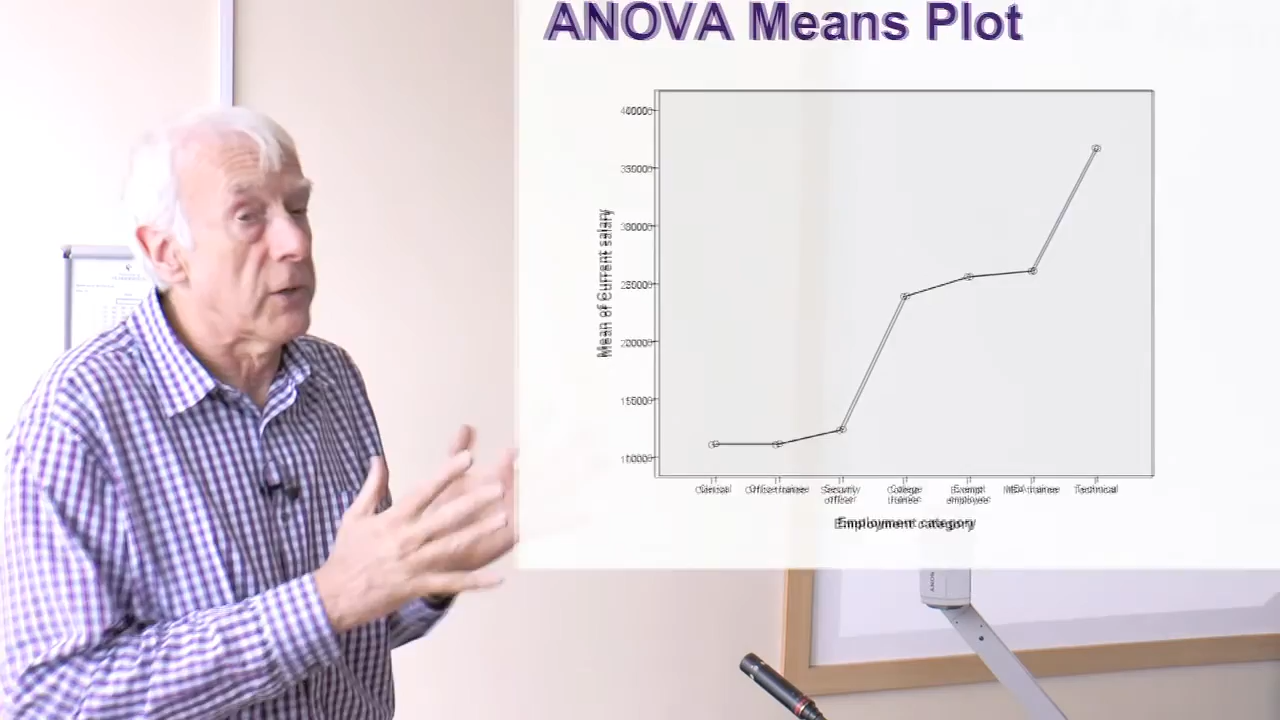 ANOVA Means Plot
40000
35000
30000
25000
20000
15000
10000
Mean of Current salary
Clerical
Office trainee
Security officer
College trainee
Exempt employee
MBA trainee
Technical
Employment category